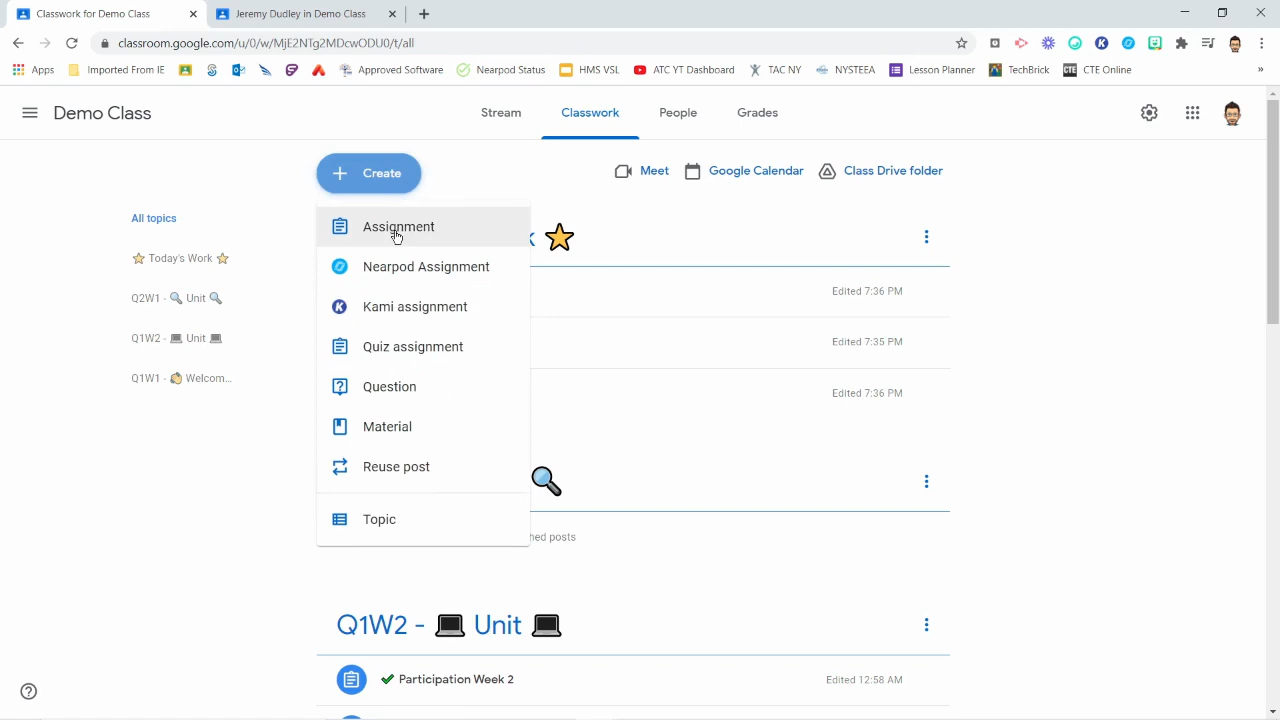 Classwork for Demo Class
Jeremy Dudley in Demo Class
classroom.google.com/u/0/w/MjE2NTg2MDcwODU0/t/all
Apps
Imported From IE
Approved Software
Nearpod Status
HMS VSL
ATC YT Dashboard
TAC NY
NYSTEEA
Lesson Planner
TechBrick
CTE
CTE Online
»
Demo Class
Stream
Classwork
People
Grades
+ Create
Meet
Google Calendar
Class Drive folder
All topics
⭐ Today's Work ⭐
Q2W1 - 🔍 Unit 🔍
Q1W2 - 💻 Unit 💻
Q1W1 - 👋 Welcom...
Assignment
Nearpod Assignment
Kami assignment
Quiz assignment
Question
Material
Reuse post
Topic
k ⭐
Edited 7:36 PM
Edited 7:35 PM
Edited 7:36 PM
🔍
hed posts
Q1W2 - 💻 Unit 💻
✔ Participation Week 2
Edited 12:58 AM